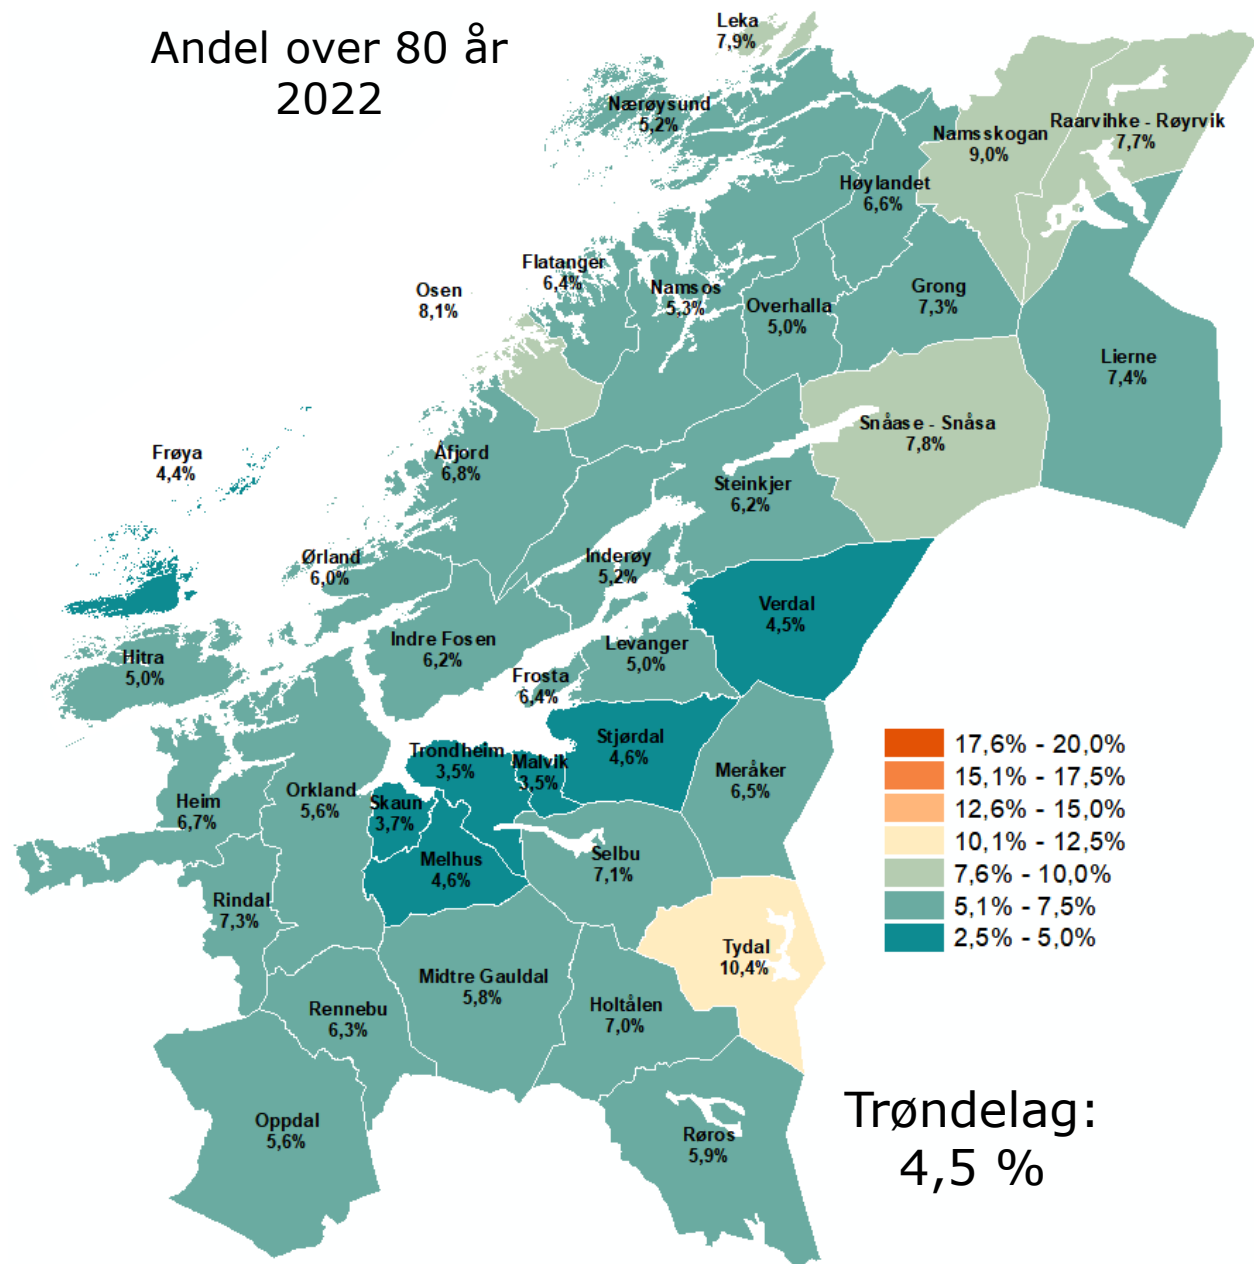 Andel over 80 år
2022
Leka
7,9%
Nærøysund
5,2%
Namsskogan
9,0%
Raarvihke - Røyrvik
7,7%
Høylandet
6,6%
Flatanger
6,4%
Osen
8,1%
Namsos
5,3%
Overhalla
5,0%
Grong
7,3%
Lierne
7,4%
Snåase - Snåsa
7,8%
Frøya
4,4%
Åfjord
6,8%
Steinkjer
6,2%
Ørland
6,0%
Inderøy
5,2%
Verdal
4,5%
Indre Fosen
6,2%
Levanger
5,0%
Hitra
5,0%
Frosta
6,4%
Stjørdal
4,6%
Trondheim
3,5%
Malvik
3,5%
Meråker
6,5%
Orkland
5,6%
Heim
6,7%
Skaun
3,7%
Melhus
4,6%
Selbu
7,1%
Rindal
7,3%
Tydal
10,4%
Midtre Gauldal
5,8%
Holtålen
7,0%
Rennebu
6,3%
Oppdal
5,6%
Røros
5,9%
17,6% - 20,0%
15,1% - 17,5%
12,6% - 15,0%
10,1% - 12,5%
7,6% - 10,0%
5,1% - 7,5%
2,5% - 5,0%
Trøndelag:
4,5 %